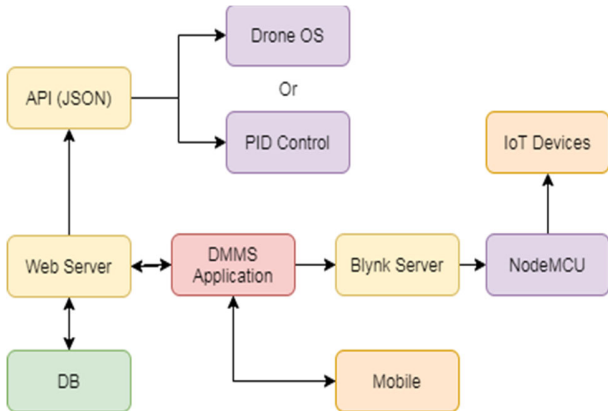 Drone OS
API (JSON)
Or
PID Control
IoT Devices
Web Server
DMMS
Application
Blynk Server
NodeMCU
DB
Mobile